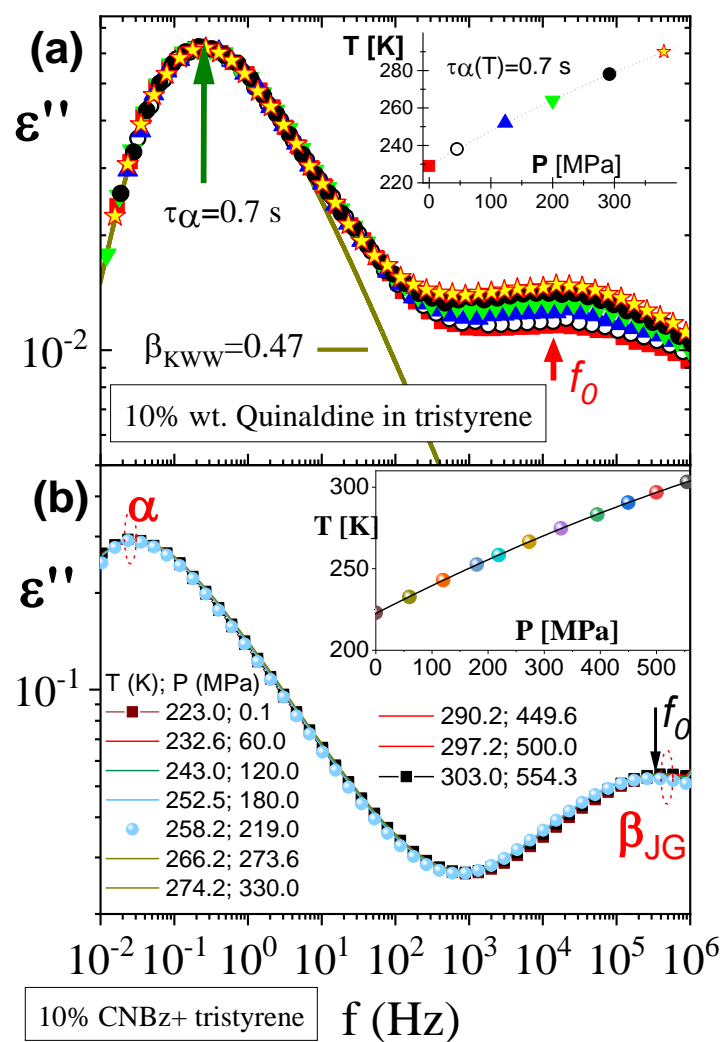 (a)
ε''
T [K]
280
260
240
220
τα(T)=0.7 s
P [MPa]
0
100
200
300
τα=0.7 s
10-2
βKWW=0.47
f0
10% wt. Quinaldine in tristyrene
(b)
α
ε''
300
T [K]
250
200
P [MPa]
0 100 200 300 400 500
10-1
T (K); P (MPa)
223.0; 0.1
232.6; 60.0
243.0; 120.0
252.5; 180.0
258.2; 219.0
266.2; 273.6
274.2; 330.0
290.2; 449.6
297.2; 500.0
303.0; 554.3
f0
βJG
10-2 10-1 100 101 102 103 104 105 106
10% CNBz+ tristyrene
f (Hz)